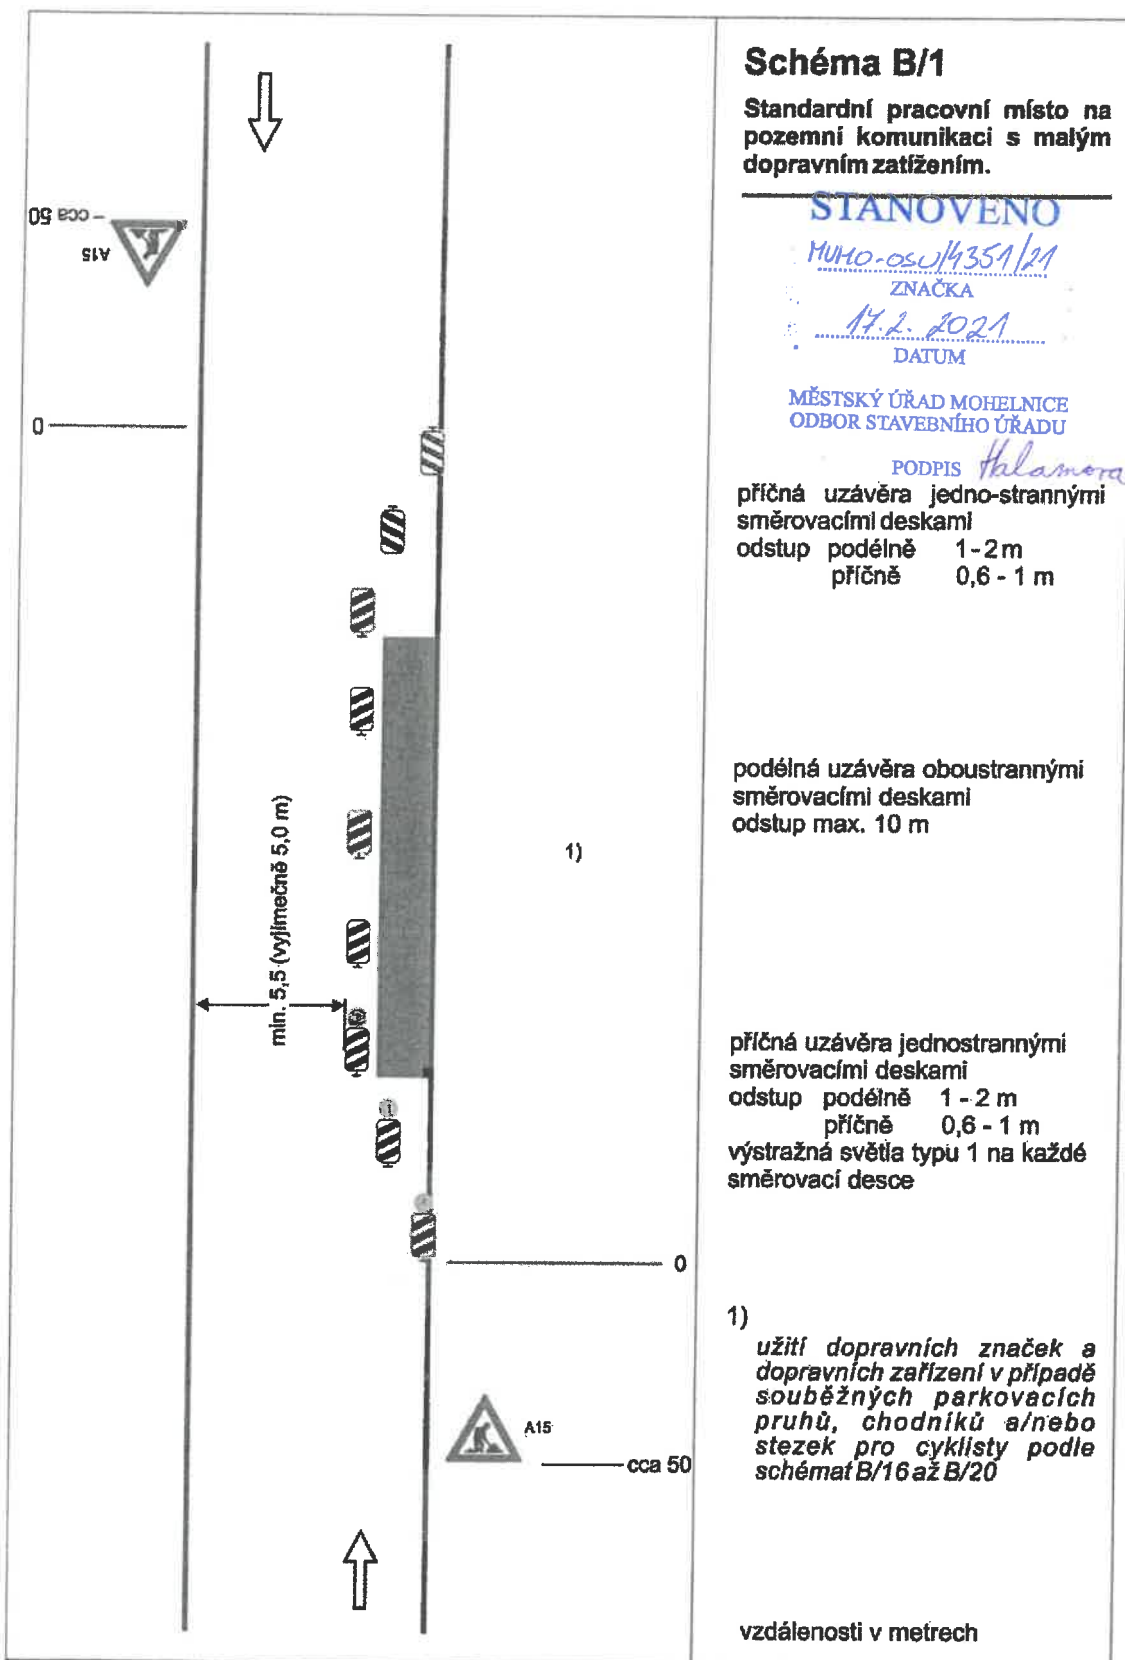 Schéma B/1
Standardní pracovní místo na
pozemní komunikaci s malým
dopravním zatížením.
STANOVENO
MUMO-OSU/4351/21
ZNAČKA
17.2. 2021
DATUM
MĚSTSKÝ ÚŘAD MOHELNICE
ODBOR STAVEBNÍHO ÚŘADU
PODPIS Halamova
příčná uzávěra jedno-strannými
směrovacími deskami
odstup podélně 1-2 m
příčně 0,6 - 1 m
podélná uzávěra oboustrannými
směrovacími deskami
odstup max. 10 m
příčná uzávěra jednostrannými
směrovacími deskami
odstup podélně 1 - 2 m
příčně 0,6 - 1 m
výstražná světla typu 1 na každé
směrovací desce
1)
užití dopravních značek a
dopravních zařízení v případě
souběžných parkovacích
pruhů, chodníků a/nebo
stezek pro cyklisty podle
schémat B/16 až B/20
vzdálenosti v metrech
cca 50
A15
0
min. 5,5 (vyjímečně 5,0 m)
1)
1
0
A15
cca 50